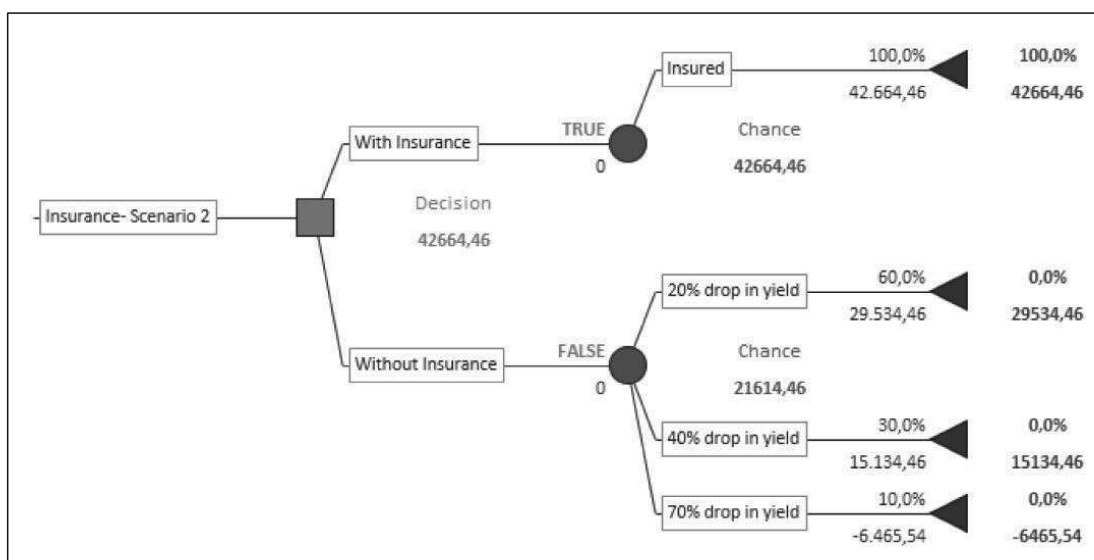 100,0% 100,0%
Insured
42.664,46 42664,46
TRUE Chance
With Insurance
0 42664,46
Decision
Insurance- Scenario 2
42664,46
60,0% 0,0%
20% drop in yield
29.534,46 29534,46
FALSE Chance
Without Insurance
0 21614,46
30,0% 0,0%
40% drop in yield
15.134,46 15134,46
10,0% 0,0%
70% drop in yield
-6.465,54 -6465,54